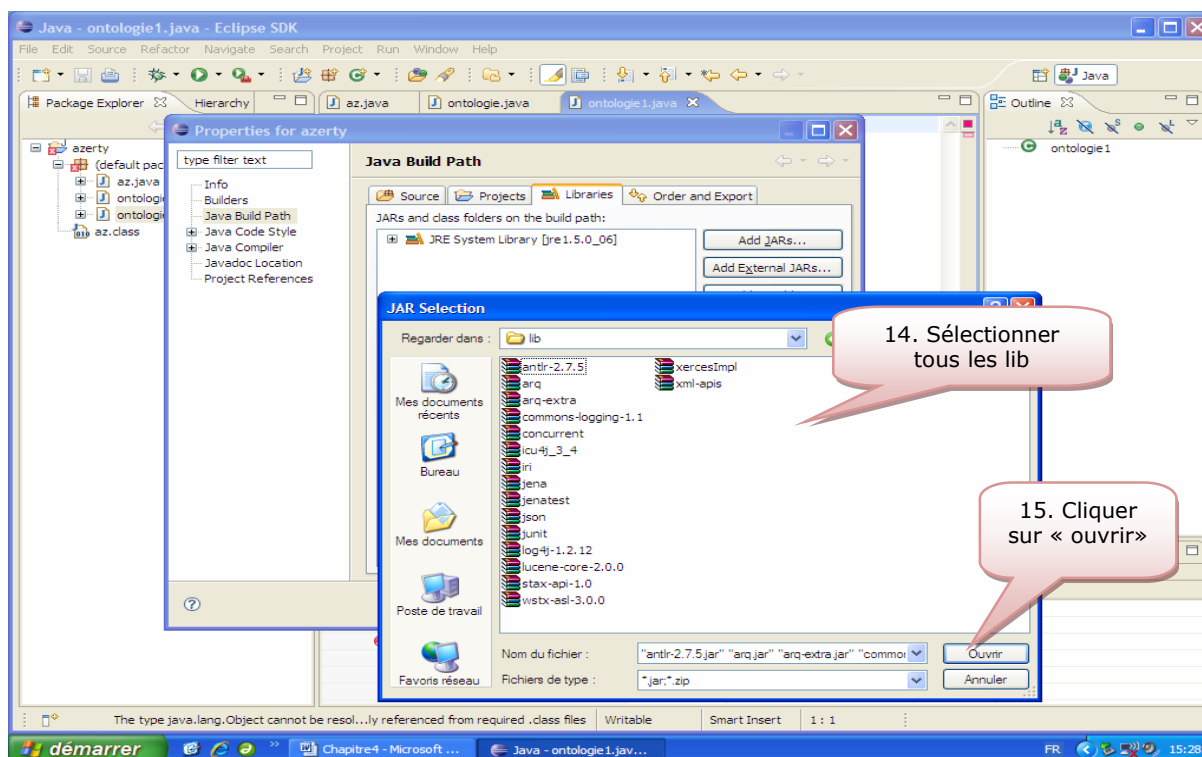 Java - ontologie1.java - Eclipse SDK
File Edit Source Refactor Navigate Search Project Run Window Help
Java
Package Explorer Hierarchy
az.java ontologie.java ontologie1.java
Outline
azerty
(default pac
az.java
ontologi
ontologi
az.class
ontologie1
Properties for azerty
type filter text
Info
Builders
Java Build Path
Java Code Style
Java Compiler
Javadoc Location
Project References
Java Build Path
Source Projects Libraries Order and Export
JARs and class folders on the build path:
JRE System Library [jre1.5.0_06]
Add JARs...
Add External JARs...
JAR Selection
Regarder dans : lib
Mes documents récents
Bureau
Mes documents
Poste de travail
Favoris réseau
antlr-2.7.5
arq
arq-extra
commons-logging-1.1
concurrent
icu4j_3_4
iri
jena
jenatest
json
junit
log4j-1.2.12
lucene-core-2.0.0
stax-api-1.0
wstx-asl-3.0.0
xercesImpl
xml-apis
14. Sélectionner
tous les lib
15. Cliquer
sur « ouvrir»
Nom du fichier : "antlr-2.7.5.jar" "arq.jar" "arq-extra.jar" "common
Ouvrir
Fichiers de type : *.jar;*.zip
Annuler
The type java.lang.Object cannot be resol...ly referenced from required .class files Writable Smart Insert 1 : 1
démarrer
Chapitre4 - Microsoft ...
Java - ontologie1.jav...
FR 15:28